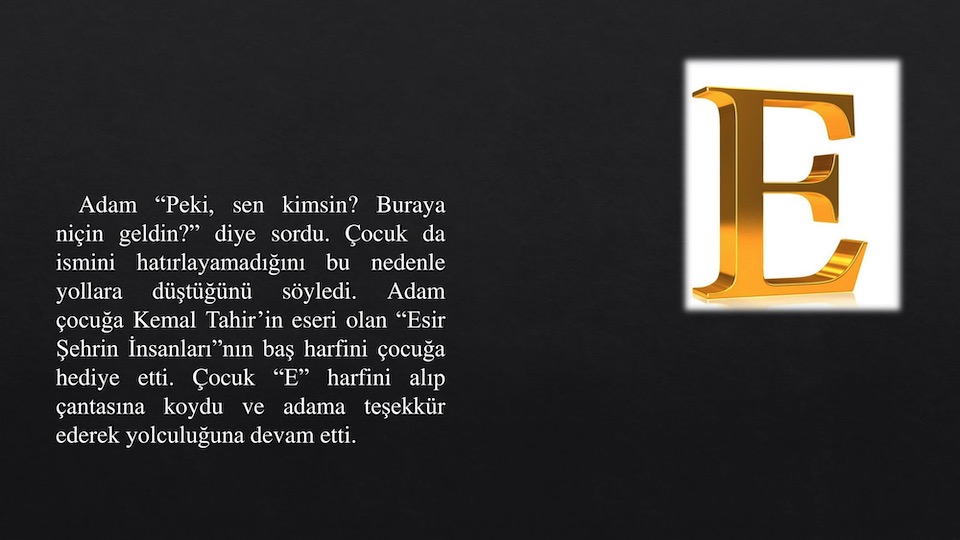 Adam “Peki, sen kimsin? Buraya
niçin geldin?” diye sordu. Çocuk da
ismini hatırlayamadığını bu nedenle
yollara düştüğünü söyledi. Adam
çocuğa Kemal Tahir’in eseri olan “Esir
Şehrin İnsanları”nın baş harfini çocuğa
hediye etti. Çocuk “E” harfini alıp
çantasına koydu ve adama teşekkür
ederek yolculuğuna devam etti.
E